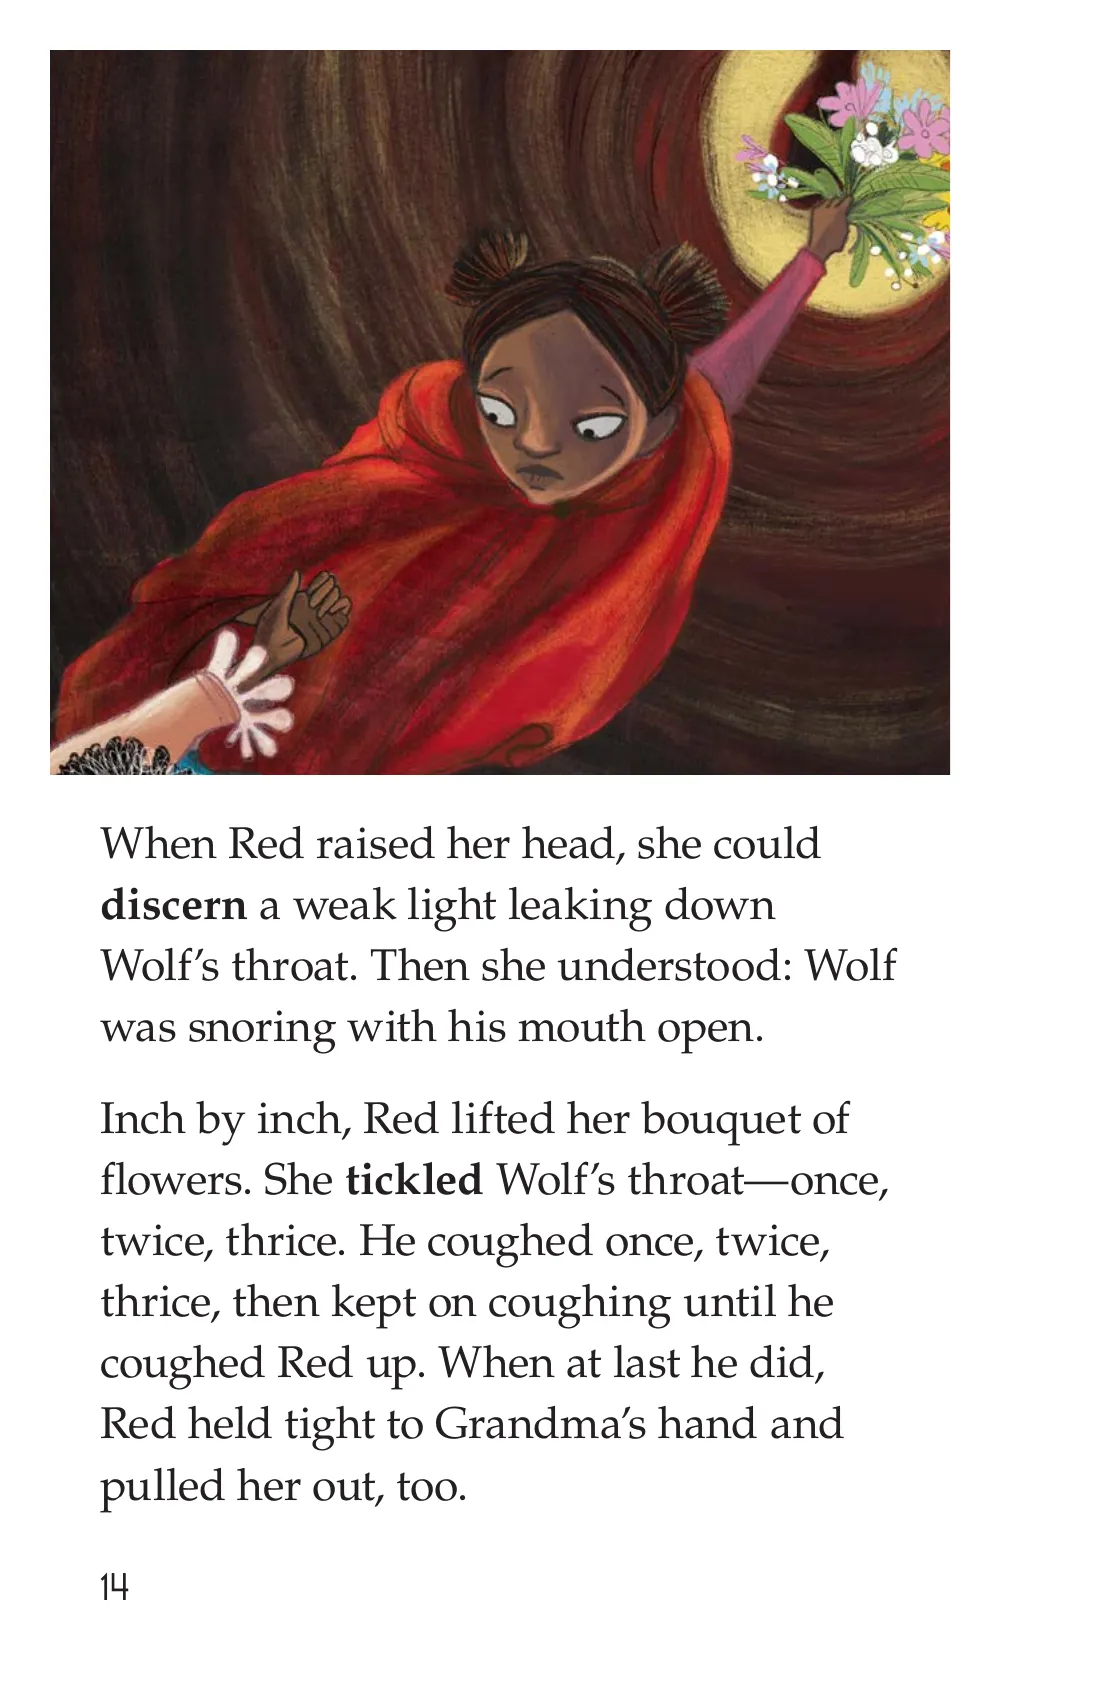 When Red raised her head, she could
discern a weak light leaking down
Wolf’s throat. Then she understood: Wolf
was snoring with his mouth open.
Inch by inch, Red lifted her bouquet of
flowers. She tickled Wolf’s throat—once,
twice, thrice. He coughed once, twice,
thrice, then kept on coughing until he
coughed Red up. When at last he did,
Red held tight to Grandma’s hand and
pulled her out, too.
14